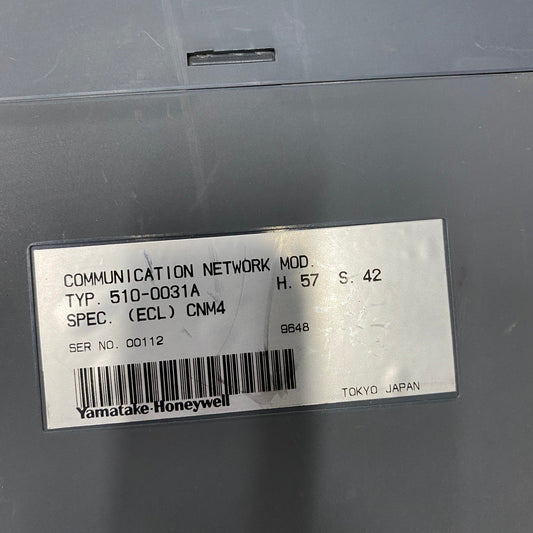 COMMUNICATION NETWORK MOD.
TYP. 510-0031A H. 57 S. 42
SPEC. (ECL) CNM4
SER NO. 00112 9648
Yamatake-Honeywell
TOKYO JAPAN